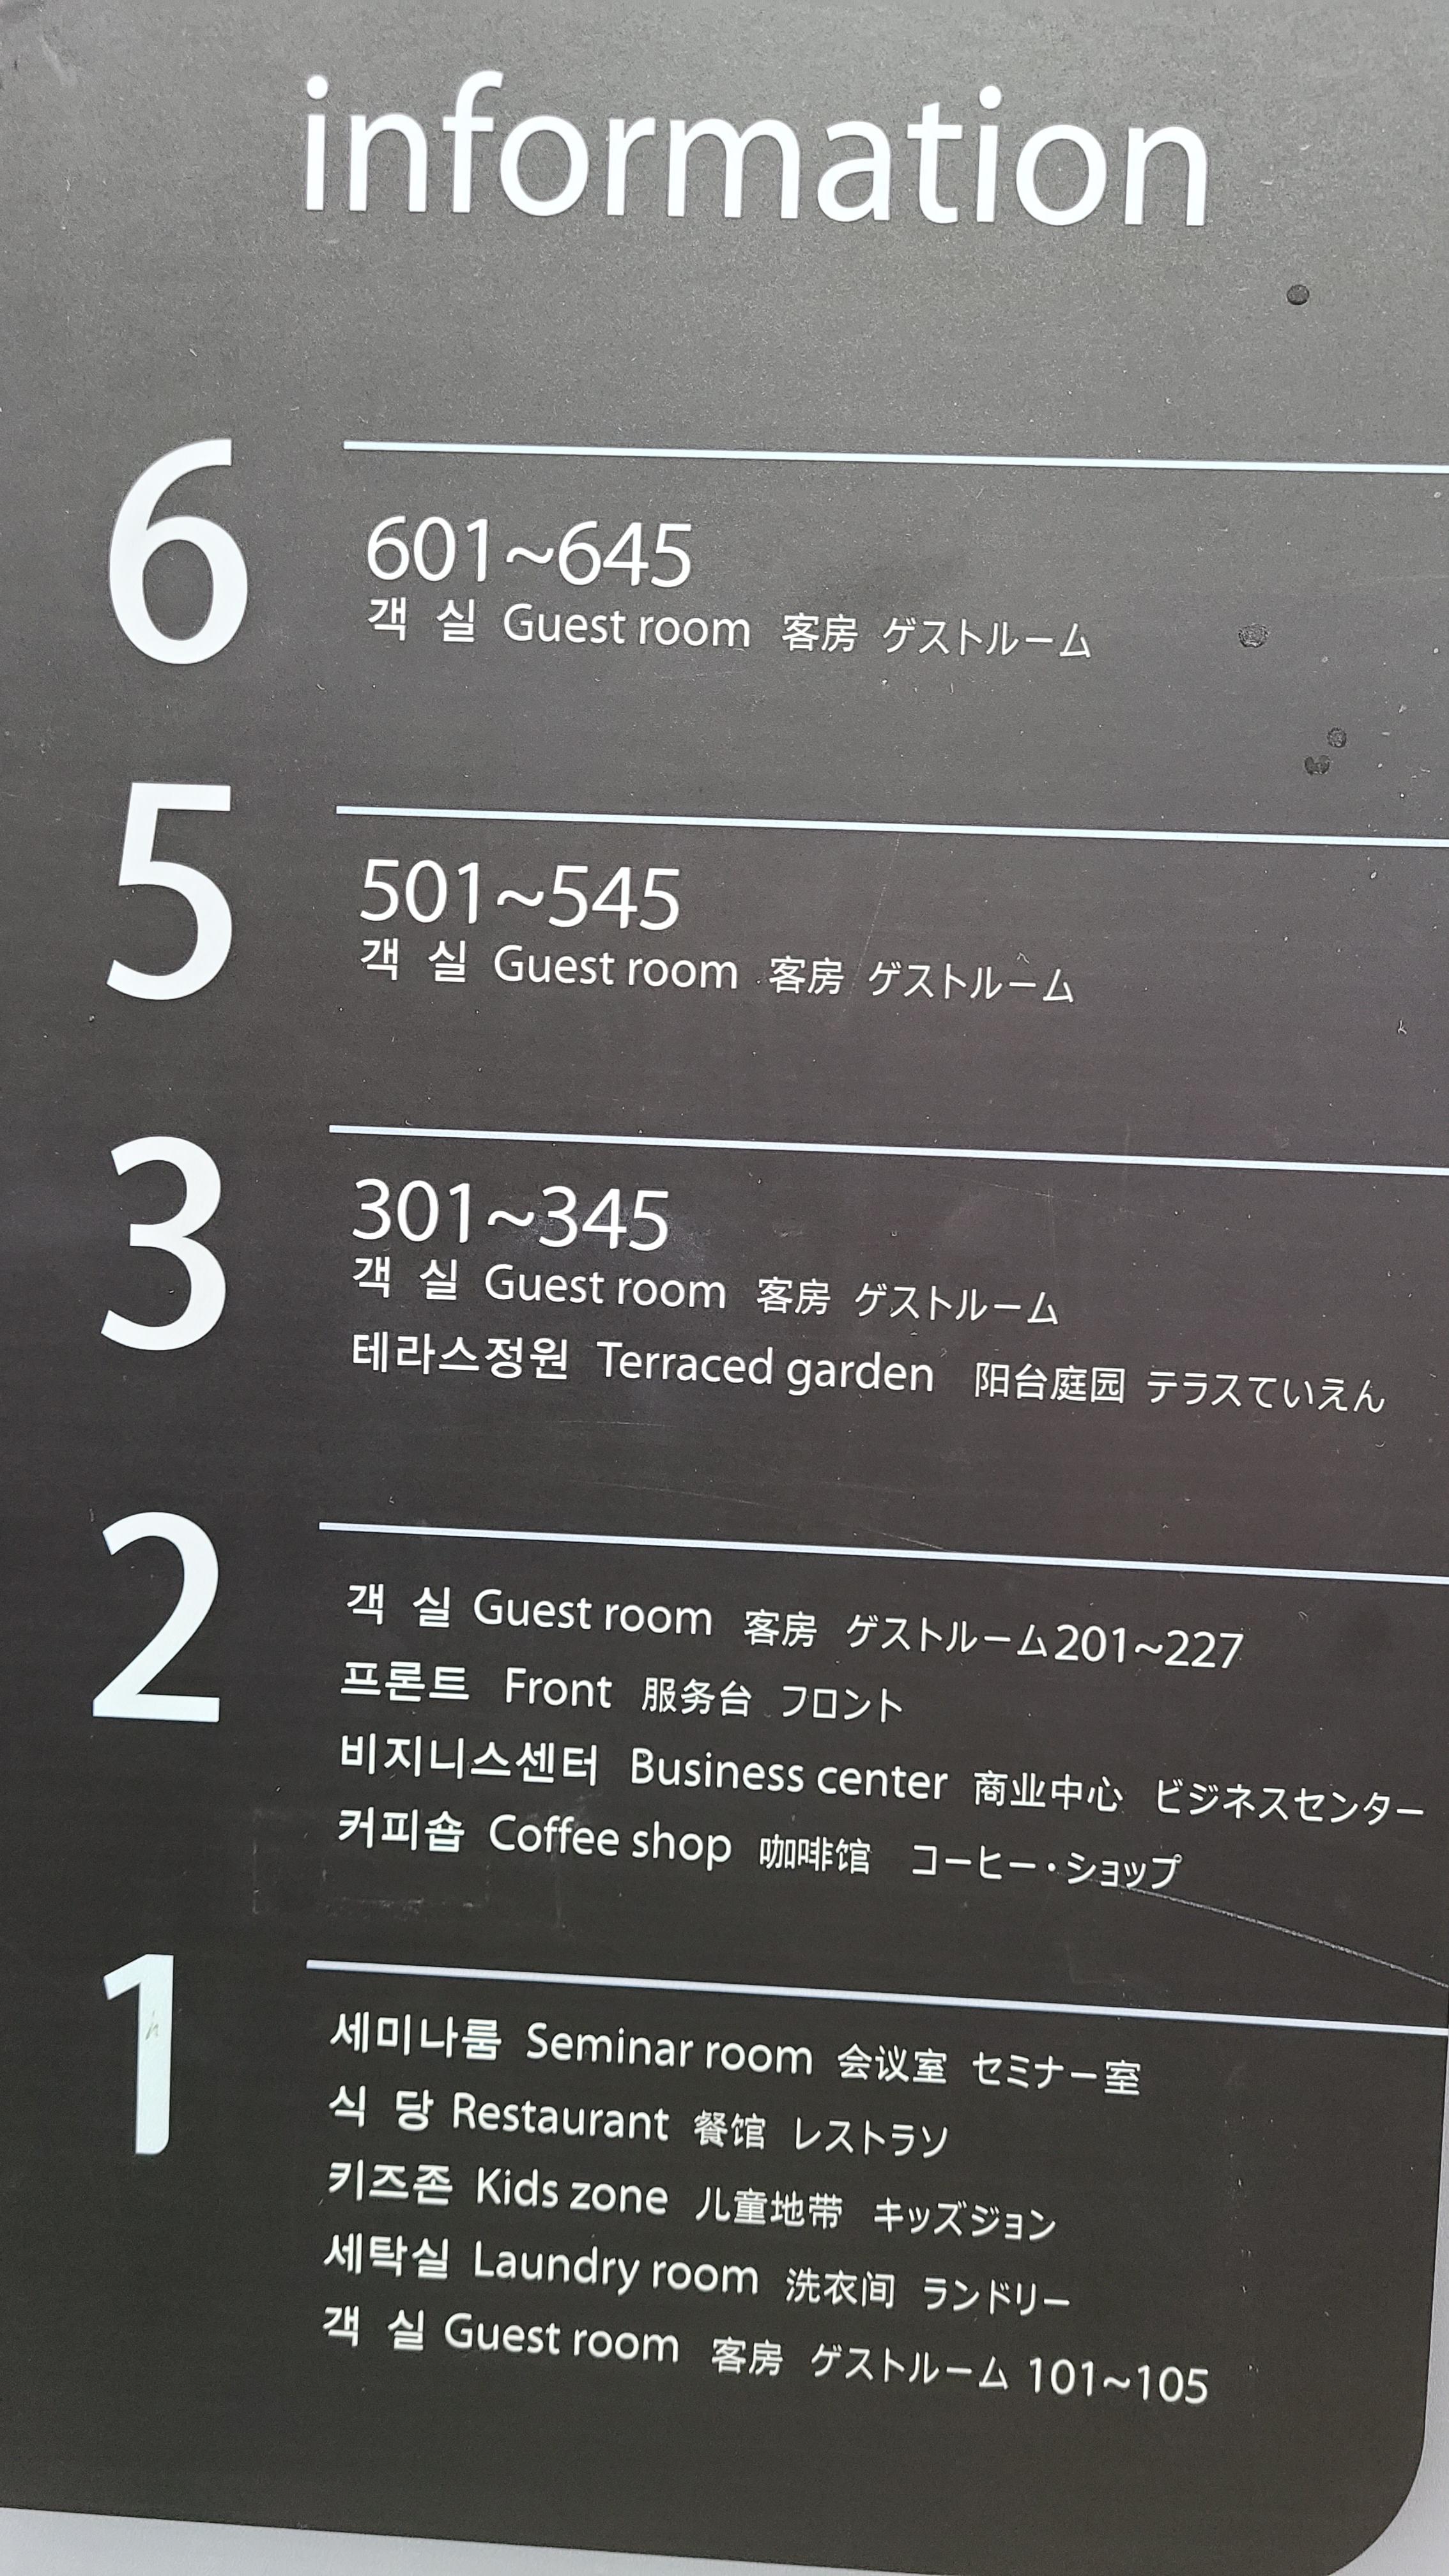 information
6
601~645
객 실 Guest room 客房 ゲストルーム
5
501~545
객 실 Guest room 客房 ゲストルーム
3
301~345
객 실 Guest room 客房 ゲストルーム
테라스정원 Terraced garden 阳台庭园 テラスていえん
2
객 실 Guest room 客房 ゲストルーム201~227
프론트 Front 服务台 フロント
비지니스센터 Business center 商业中心 ビジネスセンター
커피숍 Coffee shop 咖啡馆 コーヒー・ショップ
1
세미나룸 Seminar room 会议室 セミナー室
식 당 Restaurant 餐馆 レストラソ
키즈존 Kids zone 儿童地带 キッズジョン
세탁실 Laundry room 洗衣间 ランドリー
객 실 Guest room 客房 ゲストルーム 101~105